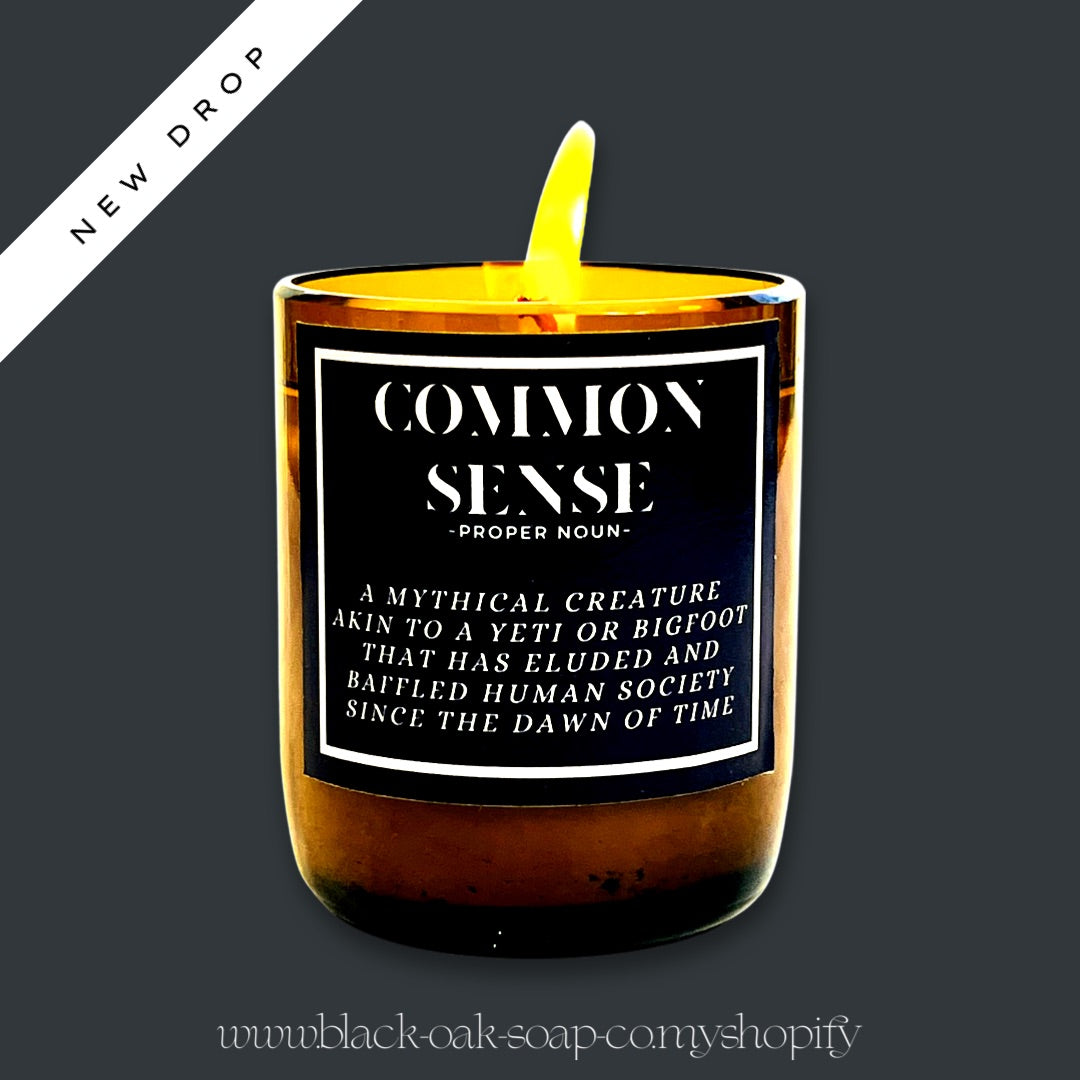 NEW DROP
COMMON
SENSE
-PROPER NOUN-
A MYTHICAL CREATURE
AKIN TO A YETI OR BIGFOOT
THAT HAS ELUDED AND
BAFFLED HUMAN SOCIETY
SINCE THE DAWN OF TIME
www.black-oak-soap-co.myshopify